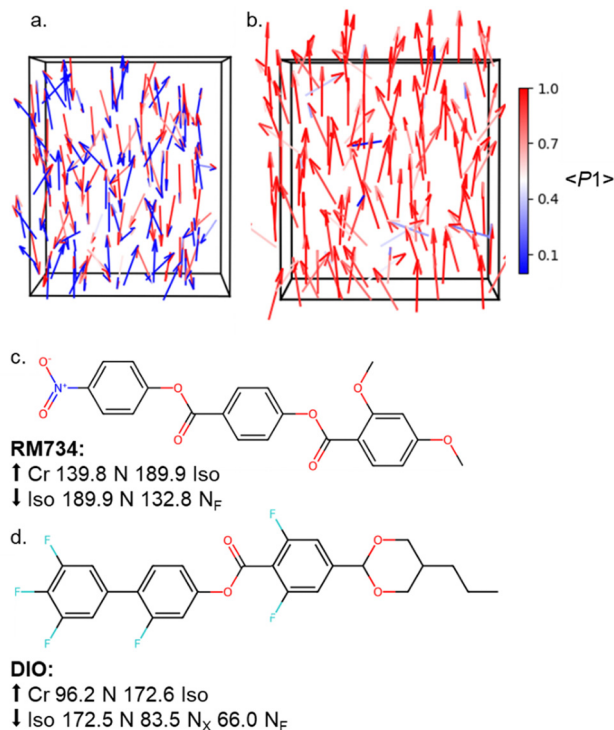 a.
b.
1.0
0.7
0.4
0.1
<P1>
c.
O⁻
N⁺
O
O
O
O
O
O
O
RM734:
⬆ Cr 139.8 N 189.9 Iso
⬇ Iso 189.9 N 132.8 N_F
d.
F
F
F
F
O
O
F
F
O
O
DIO:
⬆ Cr 96.2 N 172.6 Iso
⬇ Iso 172.5 N 83.5 N_X 66.0 N_F